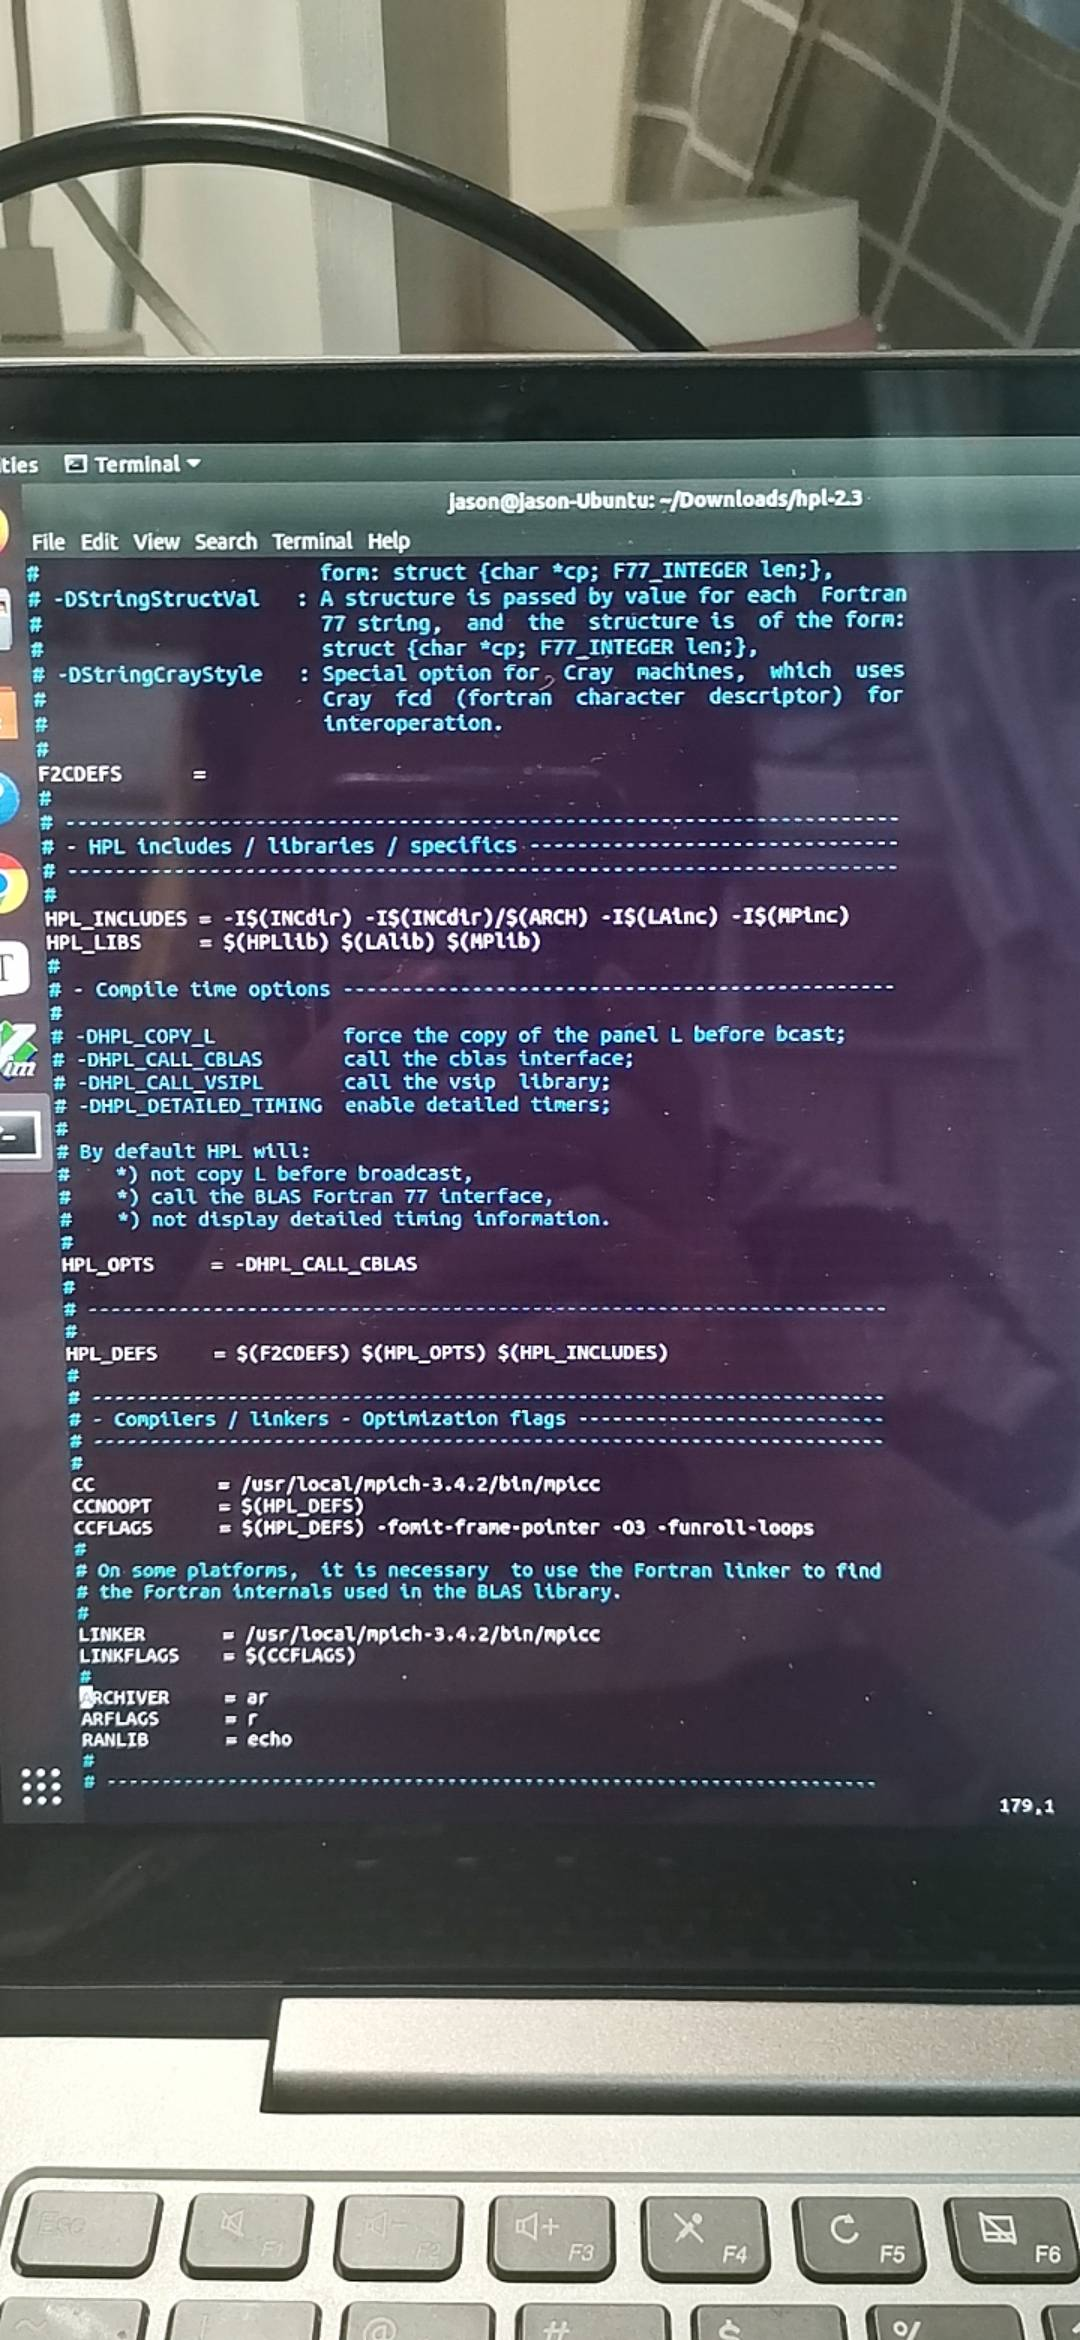 ties Terminal
jason@jason-Ubuntu: ~/Downloads/hpl-2.3
File Edit View Search Terminal Help
# form: struct {char *cp; F77_INTEGER len;},
# -DStringStructVal : A structure is passed by value for each Fortran
# 77 string, and the structure is of the form:
# struct {char *cp; F77_INTEGER len;},
# -DStringCrayStyle : Special option for Cray machines, which uses
# Cray fcd (fortran character descriptor) for
# interoperation.
#
F2CDEFS =
#
# ----------------------------------------------------------------------
# - HPL includes / libraries / specifics -------------------------------
# ----------------------------------------------------------------------
#
HPL_INCLUDES = -I$(INCdir) -I$(INCdir)/$(ARCH) -I$(LAinc) -I$(MPinc)
HPL_LIBS = $(HPLlib) $(LAlib) $(MPlib)
#
# - Compile time options -----------------------------------------------
#
# -DHPL_COPY_L force the copy of the panel L before bcast;
# -DHPL_CALL_CBLAS call the cblas interface;
# -DHPL_CALL_VSIPL call the vsip library;
# -DHPL_DETAILED_TIMING enable detailed timers;
#
# By default HPL will:
# *) not copy L before broadcast,
# *) call the BLAS Fortran 77 interface,
# *) not display detailed timing information.
#
HPL_OPTS = -DHPL_CALL_CBLAS
#
# ----------------------------------------------------------------------
#
HPL_DEFS = $(F2CDEFS) $(HPL_OPTS) $(HPL_INCLUDES)
#
# ----------------------------------------------------------------------
# - Compilers / linkers - Optimization flags ---------------------------
# ----------------------------------------------------------------------
#
CC = /usr/local/mpich-3.4.2/bin/mpicc
CCNOOPT = $(HPL_DEFS)
CCFLAGS = $(HPL_DEFS) -fomit-frame-pointer -O3 -funroll-loops
#
# On some platforms, it is necessary to use the Fortran linker to find
# the Fortran internals used in the BLAS library.
#
LINKER = /usr/local/mpich-3.4.2/bin/mpicc
LINKFLAGS = $(CCFLAGS)
#
ARCHIVER = ar
ARFLAGS = r
RANLIB = echo
#
# ----------------------------------------------------------------------
179,1
Esc F1 F2 F3 F4 F5 F6
~ ! @ # $ %